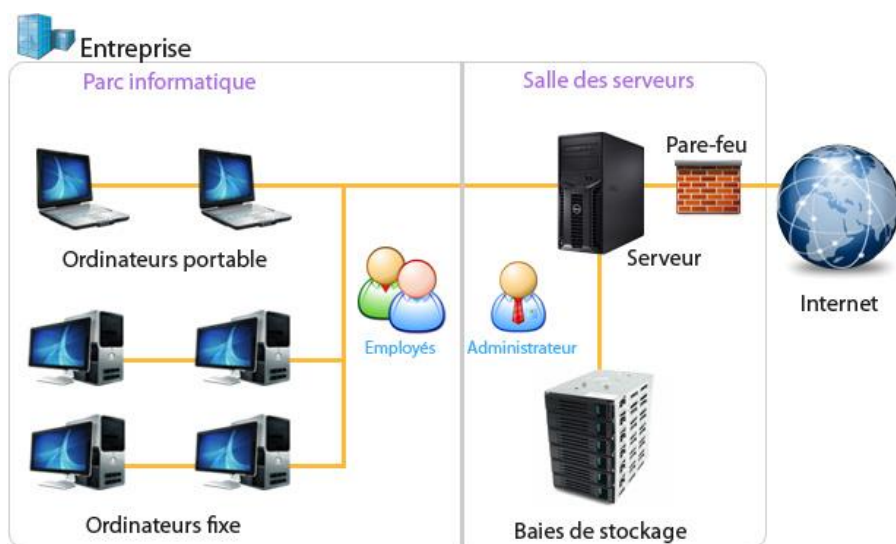 Entreprise
Parc informatique
Salle des serveurs
Pare-feu
Ordinateurs portable
Serveur
Internet
Employés
Administrateur
Ordinateurs fixe
Baies de stockage